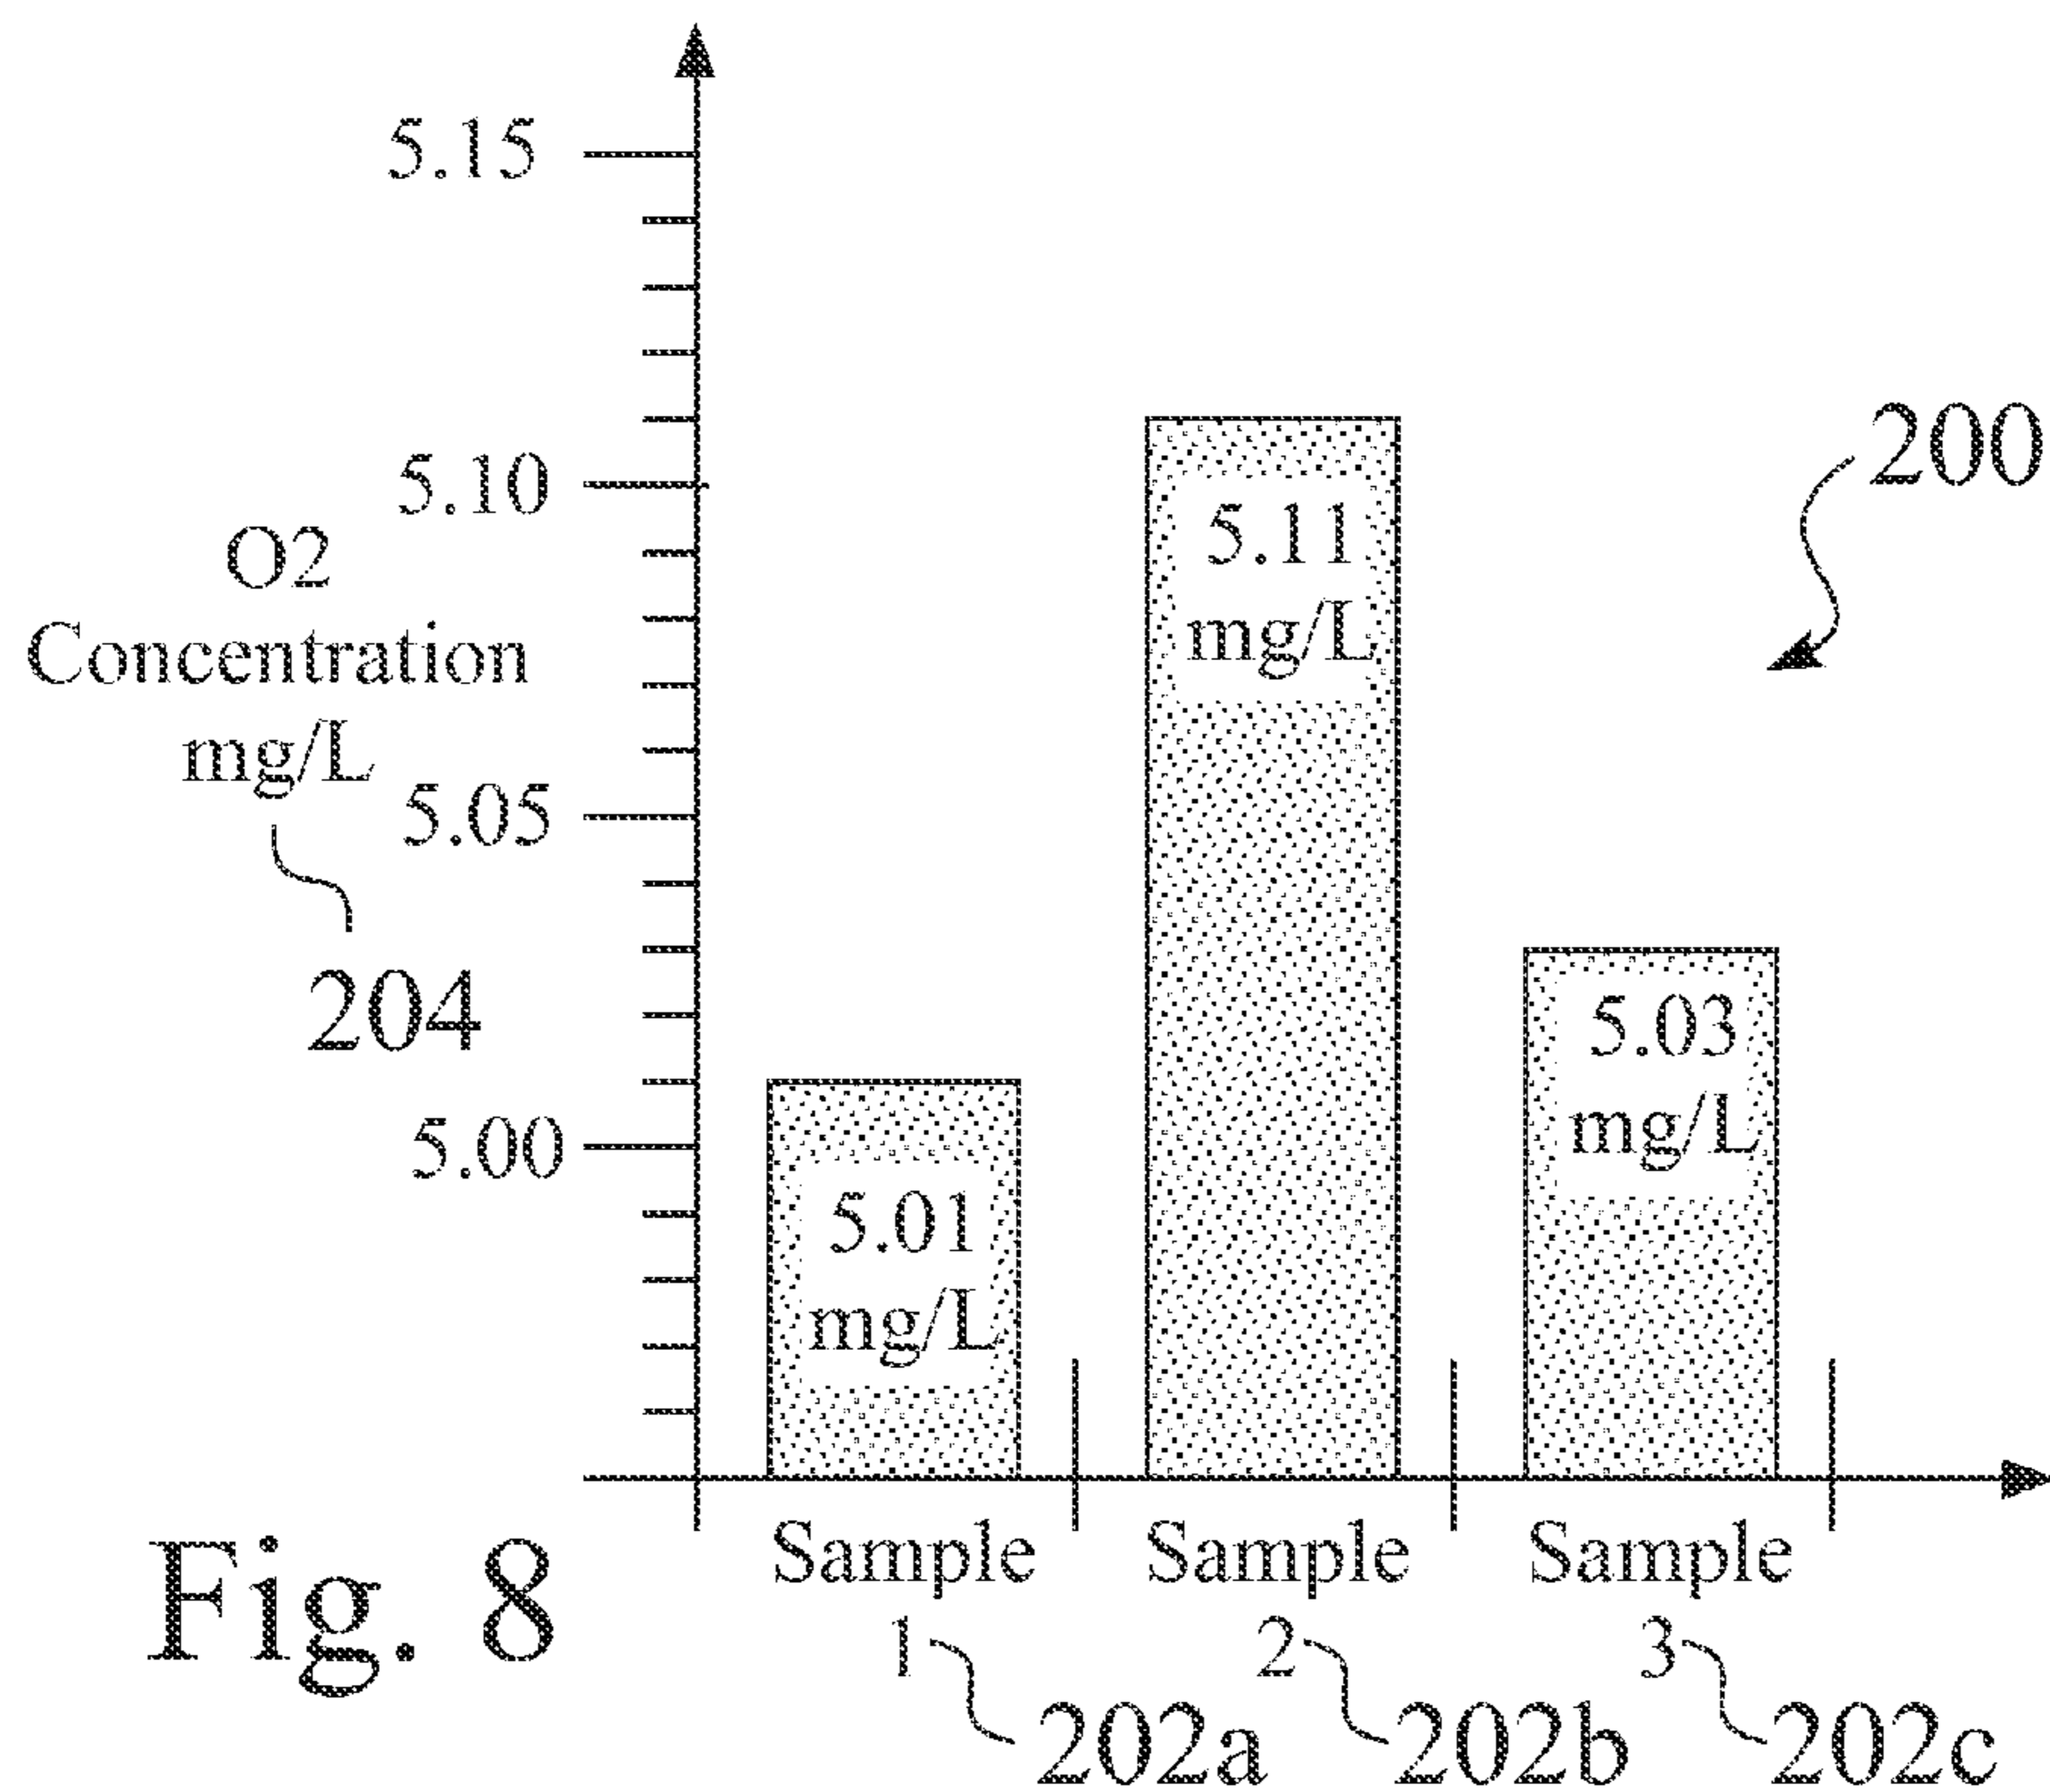 5.15
5.10
O2
Concentration
mg/L
5.05
204
5.00
5.11
mg/L
200
5.03
mg/L
5.01
mg/L
Sample
1
Sample
2
Sample
3
202a
202b
202c
Fig. 8